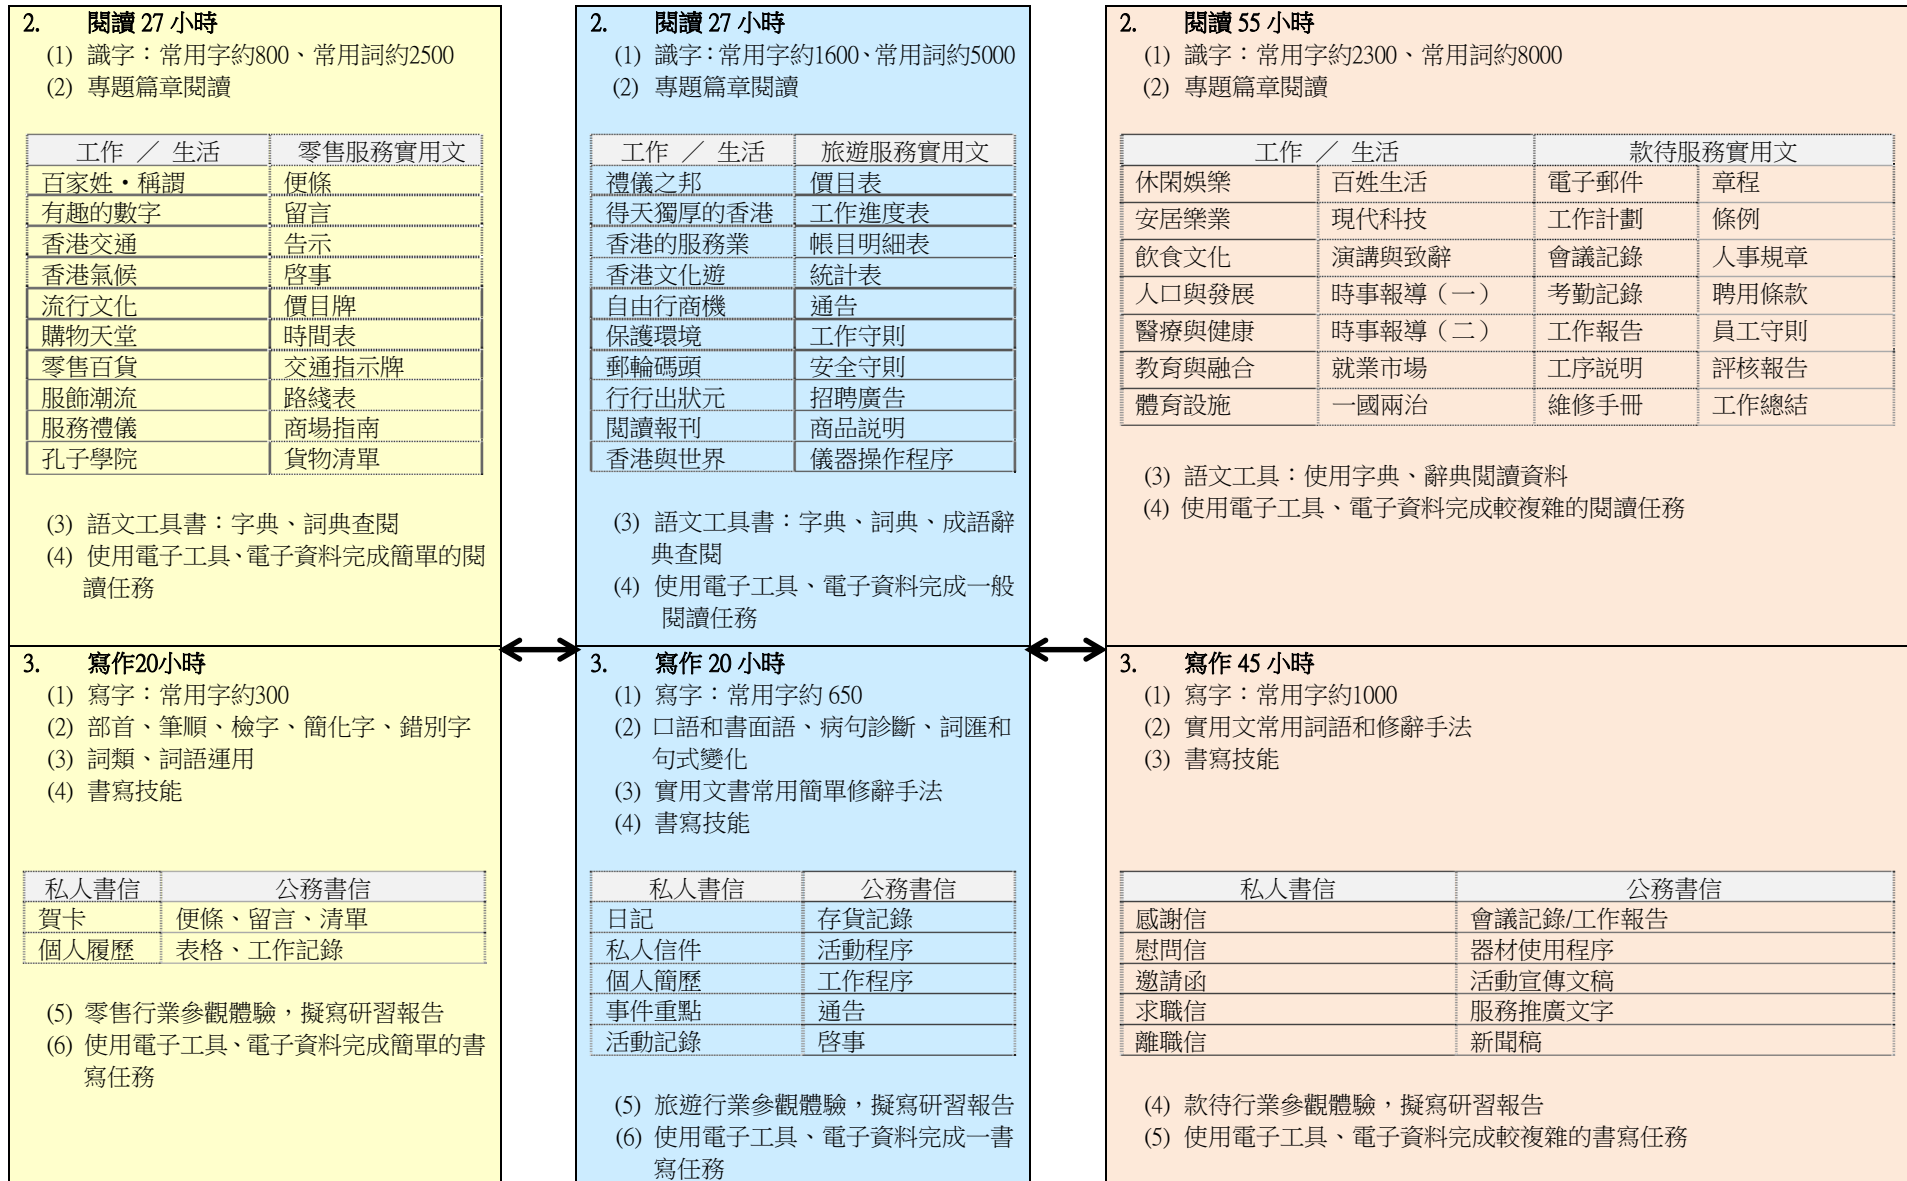 2. 閱讀 27 小時
(1) 識字：常用字約800、常用詞約2500
(2) 專題篇章閱讀
工作 ／ 生活 零售服務實用文
百家姓・稱謂 便條
有趣的數字 留言
香港交通 告示
香港氣候 啓事
流行文化 價目牌
購物天堂 時間表
零售百貨 交通指示牌
服飾潮流 路綫表
服務禮儀 商場指南
孔子學院 貨物清單
(3) 語文工具書：字典、詞典查閱
(4) 使用電子工具、電子資料完成簡單的閱
讀任務
3. 寫作20小時
(1) 寫字：常用字約300
(2) 部首、筆順、檢字、簡化字、錯別字
(3) 詞類、詞語運用
(4) 書寫技能
私人書信 公務書信
賀卡 便條、留言、清單
個人履歷 表格、工作記錄
(5) 零售行業參觀體驗，擬寫研習報告
(6) 使用電子工具、電子資料完成簡單的書
寫任務
2. 閱讀 27 小時
(1) 識字：常用字約1600、常用詞約5000
(2) 專題篇章閱讀
工作 ／ 生活 旅遊服務實用文
禮儀之邦 價目表
得天獨厚的香港 工作進度表
香港的服務業 帳目明細表
香港文化遊 統計表
自由行商機 通告
保護環境 工作守則
郵輪碼頭 安全守則
行行出狀元 招聘廣告
閱讀報刊 商品説明
香港與世界 儀器操作程序
(3) 語文工具書：字典、詞典、成語辭
典查閱
(4) 使用電子工具、電子資料完成一般
閱讀任務
3. 寫作 20 小時
(1) 寫字：常用字約 650
(2) 口語和書面語、病句診斷、詞匯和
句式變化
(3) 實用文書常用簡單修辭手法
(4) 書寫技能
私人書信 公務書信
日記 存貨記錄
私人信件 活動程序
個人簡歷 工作程序
事件重點 通告
活動記錄 啓事
(5) 旅遊行業參觀體驗，擬寫研習報告
(6) 使用電子工具、電子資料完成一書
寫任務
2. 閱讀 55 小時
(1) 識字：常用字約2300、常用詞約8000
(2) 專題篇章閱讀
工作 ／ 生活 款待服務實用文
休閑娛樂 百姓生活 電子郵件 章程
安居樂業 現代科技 工作計劃 條例
飲食文化 演講與致辭 會議記錄 人事規章
人口與發展 時事報導（一） 考勤記錄 聘用條款
醫療與健康 時事報導（二） 工作報告 員工守則
教育與融合 就業市場 工序説明 評核報告
體育設施 一國兩治 維修手冊 工作總結
(3) 語文工具：使用字典、辭典閱讀資料
(4) 使用電子工具、電子資料完成較複雜的閱讀任務
3. 寫作 45 小時
(1) 寫字：常用字約1000
(2) 實用文常用詞語和修辭手法
(3) 書寫技能
私人書信 公務書信
感謝信 會議記錄/工作報告
慰問信 器材使用程序
邀請函 活動宣傳文稿
求職信 服務推廣文字
離職信 新聞稿
(4) 款待行業參觀體驗，擬寫研習報告
(5) 使用電子工具、電子資料完成較複雜的書寫任務